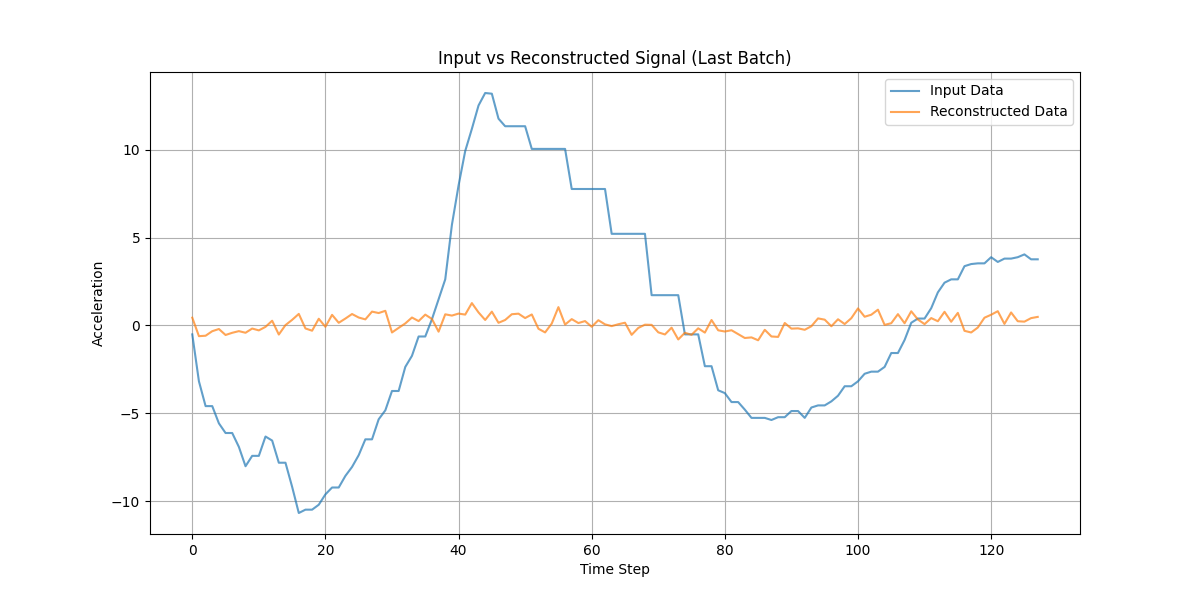 Input vs Reconstructed Signal (Last Batch)
Input Data
Reconstructed Data
Acceleration
10
5
0
−5
−10
0 20 40 60 80 100 120
Time Step